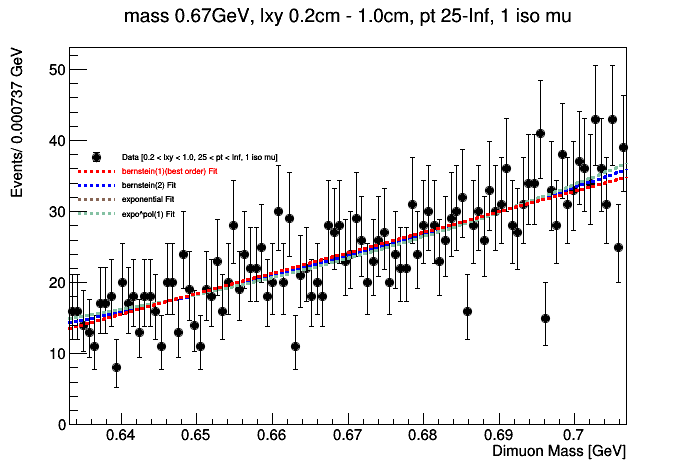 mass 0.67GeV, lxy 0.2cm - 1.0cm, pt 25-Inf, 1 iso mu
Events/ 0.000737 GeV
50
40
30
20
10
0
Data [0.2 < lxy < 1.0, 25 < pt < Inf, 1 iso mu]
bernstein(1)(best order) Fit
bernstein(2) Fit
exponential Fit
expo*pol(1) Fit
0.64 0.65 0.66 0.67 0.68 0.69 0.7
Dimuon Mass [GeV]